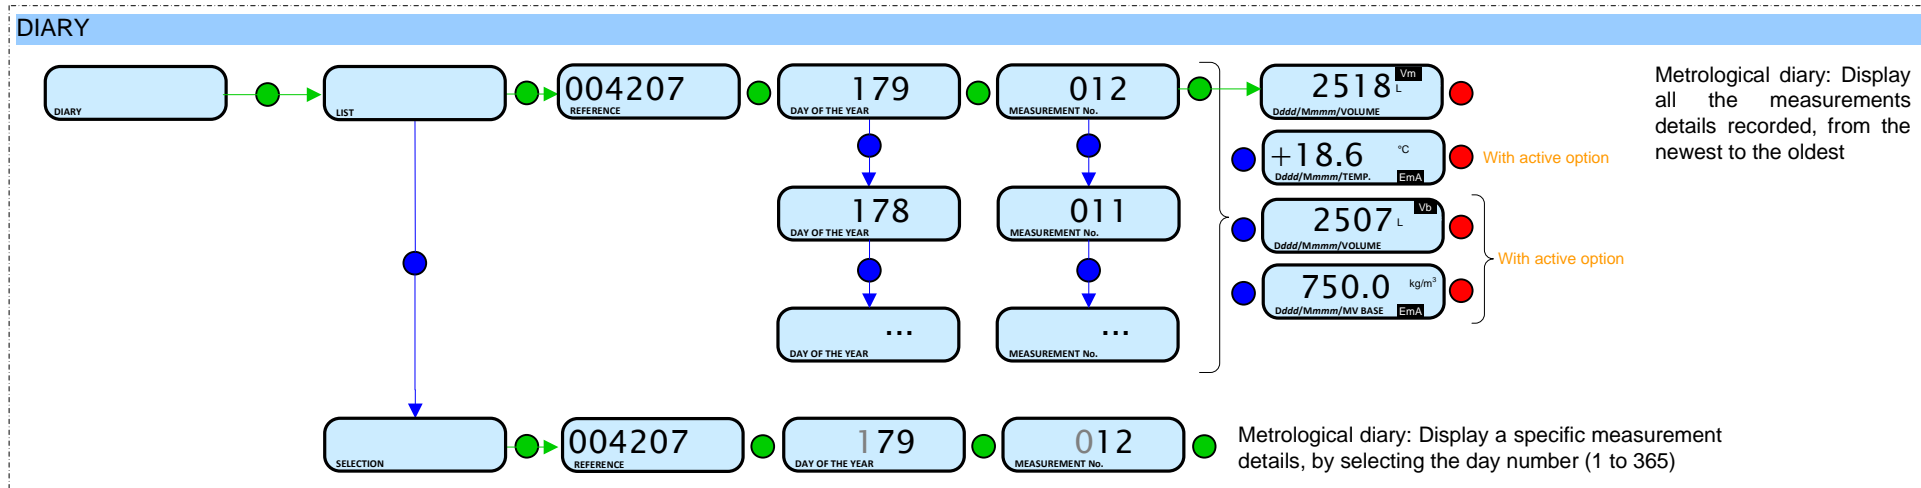 DIARY
DIARY
LIST
004207
REFERENCE
179
DAY OF THE YEAR
012
MEASUREMENT No.
2518 L Vm
Dddd/Mmmm/VOLUME
+18.6 °C
Dddd/Mmmm/TEMP. EmA
With active option
178
DAY OF THE YEAR
011
MEASUREMENT No.
2507 L Vb
Dddd/Mmmm/VOLUME
750.0 kg/m³
Dddd/Mmmm/MV BASE EmA
With active option
...
DAY OF THE YEAR
...
MEASUREMENT No.
Metrological diary: Display
all the measurements
details recorded, from the
newest to the oldest
SELECTION
004207
REFERENCE
179
DAY OF THE YEAR
012
MEASUREMENT No.
Metrological diary: Display a specific measurement
details, by selecting the day number (1 to 365)